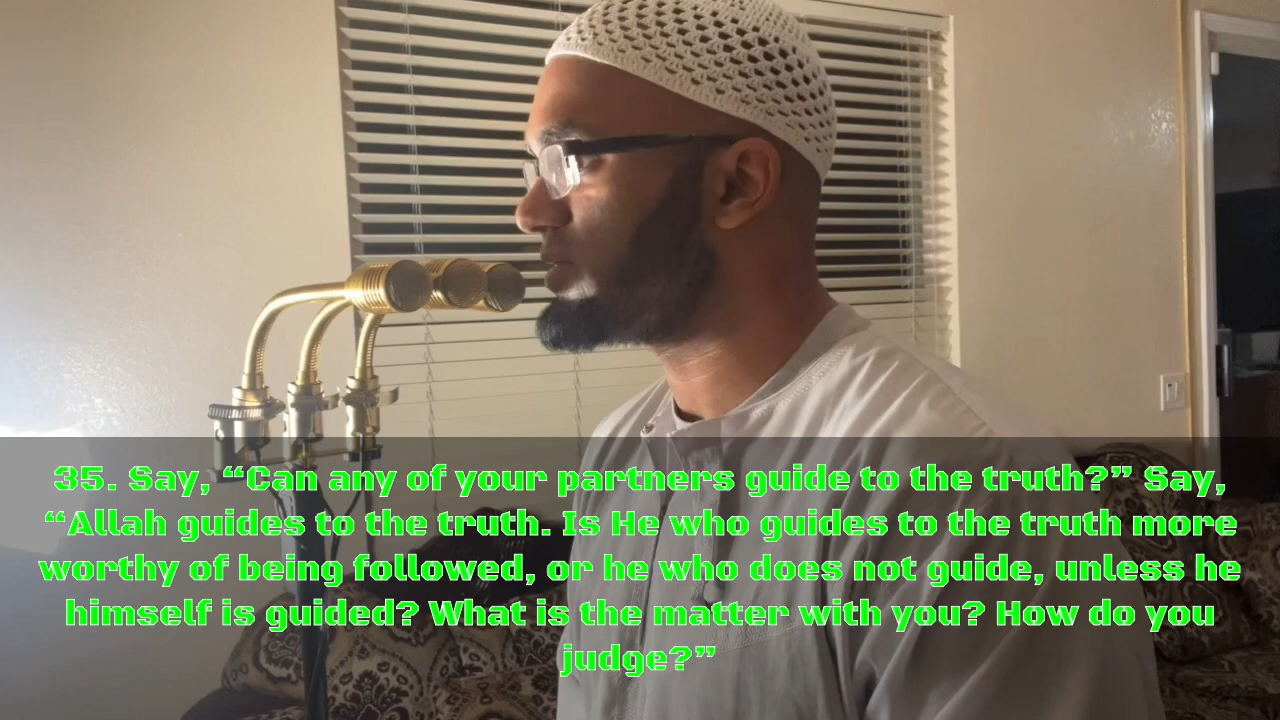 35. Say, “Can any of your partners guide to the truth?” Say,
“Allah guides to the truth. Is He who guides to the truth more
worthy of being followed, or he who does not guide, unless he
himself is guided? What is the matter with you? How do you
judge?”